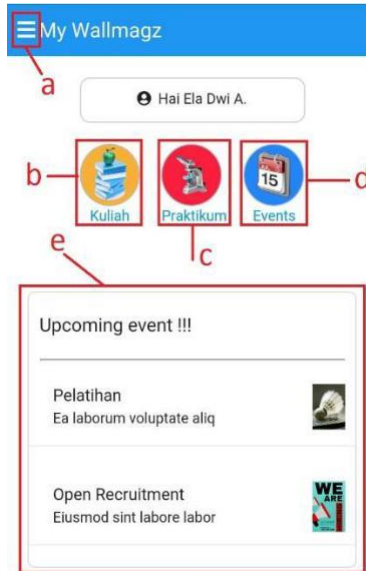 My Wallmagz
a
Hai Ela Dwi A.
b
15
d
Kuliah
Praktikum
Events
e
c
Upcoming event !!!
Pelatihan
Ea laborum voluptate aliq
Open Recruitment
Eiusmod sint labore labor
WE
ARE